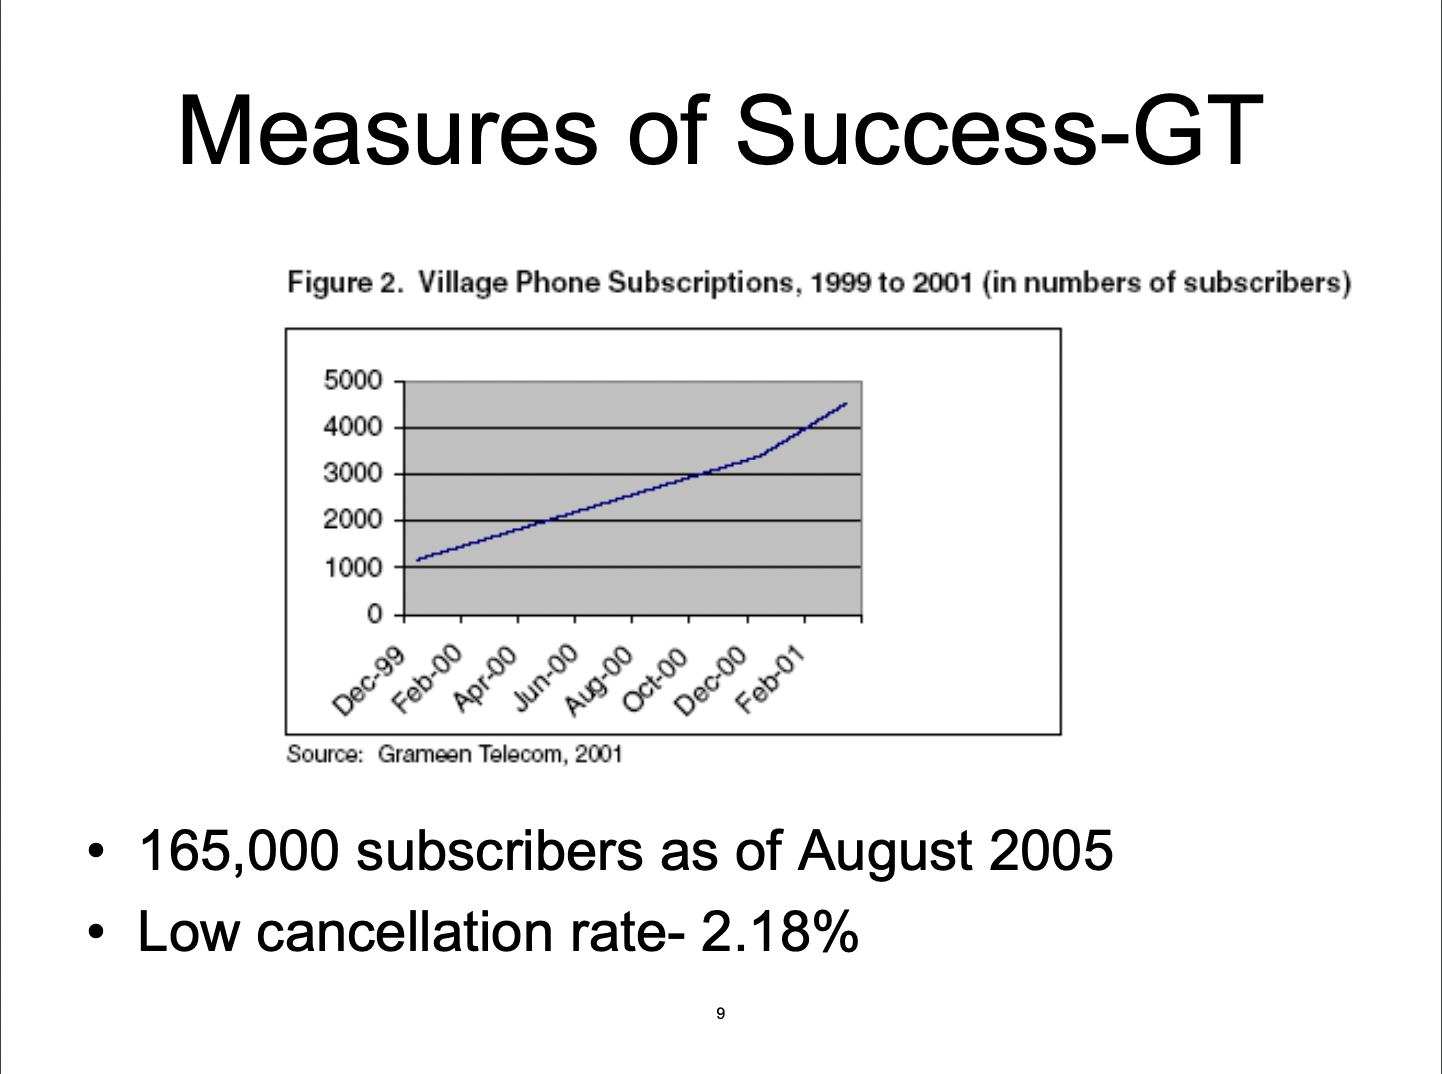 Measures of Success-GT
Figure 2.  Village Phone Subscriptions, 1999 to 2001 (in numbers of subscribers)
5000
4000
3000
2000
1000
0
Dec-99
Feb-00
Apr-00
Jun-00
Aug-00
Oct-00
Dec-00
Feb-01
Source:  Grameen Telecom, 2001
• 165,000 subscribers as of August 2005
• Low cancellation rate- 2.18%
9